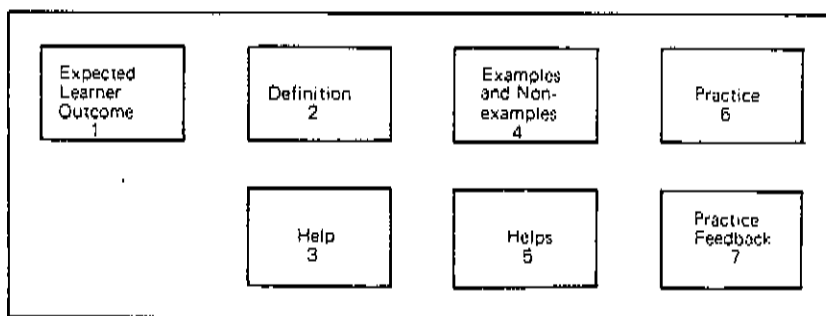 Expected
Learner
Outcome
1
Definition
2
Help
3
Examples
and Non-
examples
4
Helps
5
Practice
6
Practice
Feedback
7